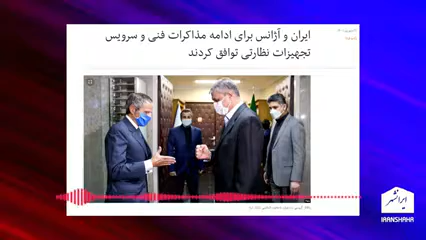 ایران و آژانس برای ادامه مذاکرات فنی و سرویس
تجهیزات نظارتی توافق کردند
ایرانشهر
IRANSHAHR